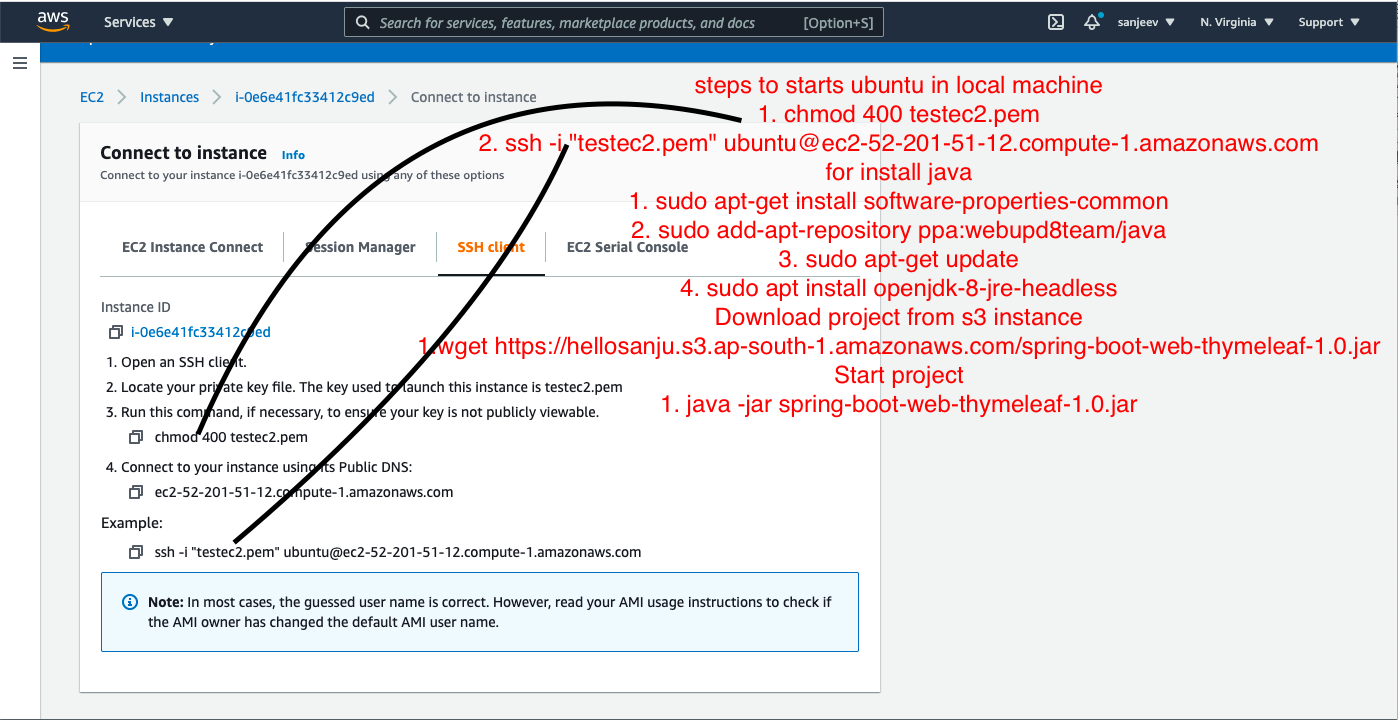 aws Services Search for services, features, marketplace products, and docs [Option+S] sanjeev N. Virginia Support
EC2 Instances i-0e6e41fc33412c9ed Connect to instance
steps to starts ubuntu in local machine
1. chmod 400 testec2.pem
2. ssh -i "testec2.pem" ubuntu@ec2-52-201-51-12.compute-1.amazonaws.com
for install java
1. sudo apt-get install software-properties-common
2. sudo add-apt-repository ppa:webupd8team/java
3. sudo apt-get update
4. sudo apt install openjdk-8-jre-headless
Download project from s3 instance
1.wget https://hellosanju.s3.ap-south-1.amazonaws.com/spring-boot-web-thymeleaf-1.0.jar
Start project
1. java -jar spring-boot-web-thymeleaf-1.0.jar
Connect to instance Info
Connect to your instance i-0e6e41fc33412c9ed using any of these options
EC2 Instance Connect Session Manager SSH client EC2 Serial Console
Instance ID
i-0e6e41fc33412c9ed
1. Open an SSH client.
2. Locate your private key file. The key used to launch this instance is testec2.pem
3. Run this command, if necessary, to ensure your key is not publicly viewable.
chmod 400 testec2.pem
4. Connect to your instance using its Public DNS:
ec2-52-201-51-12.compute-1.amazonaws.com
Example:
ssh -i "testec2.pem" ubuntu@ec2-52-201-51-12.compute-1.amazonaws.com
Note: In most cases, the guessed user name is correct. However, read your AMI usage instructions to check if
the AMI owner has changed the default AMI user name.